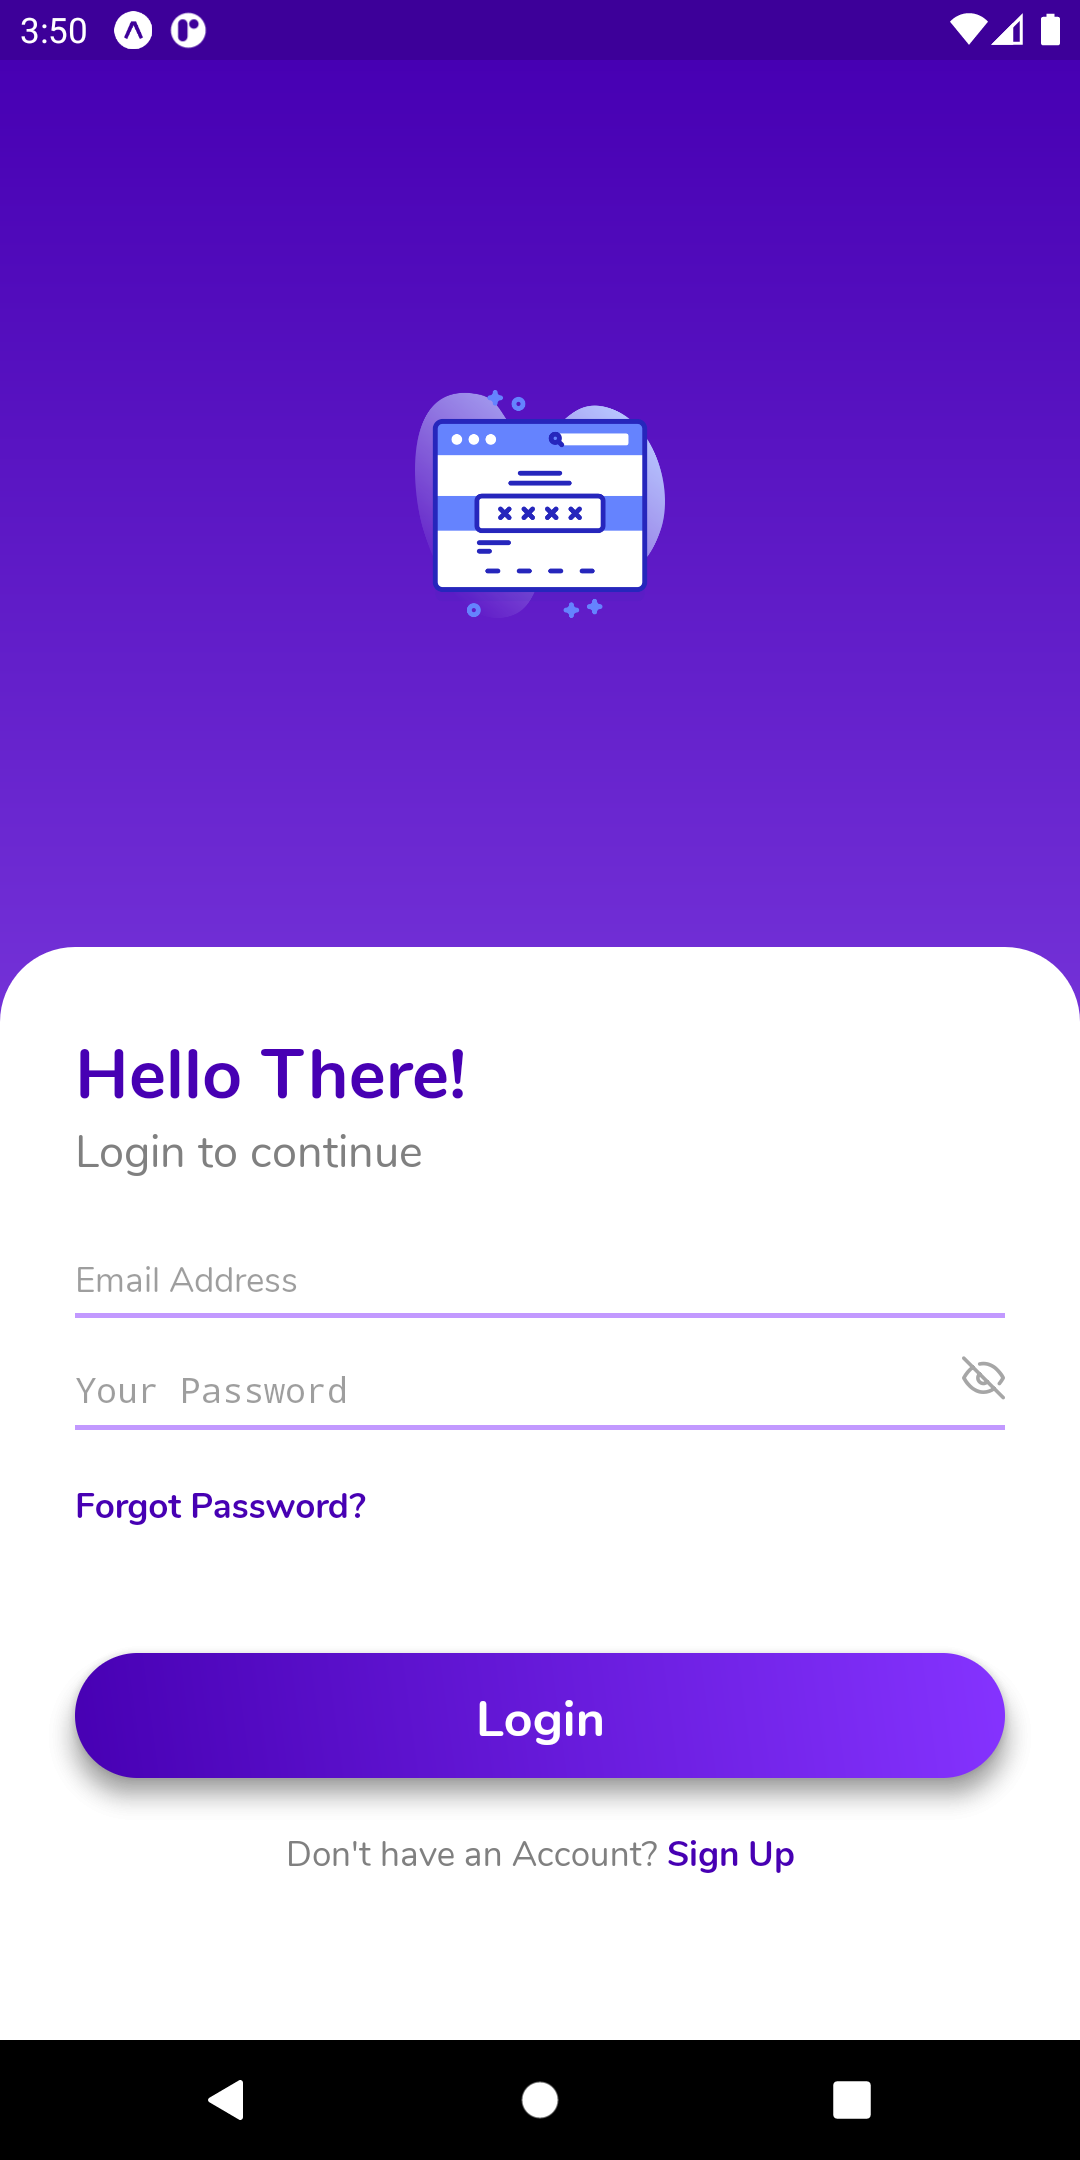 3:50
Hello There!
Login to continue
Email Address
Your Password
Forgot Password?
Login
Don't have an Account? Sign Up